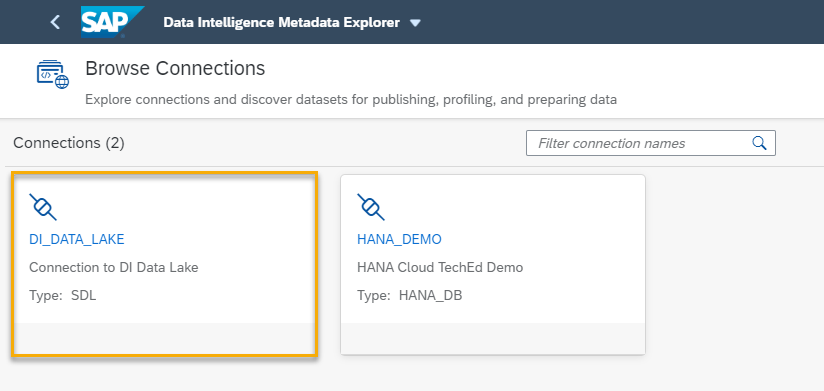 SAP Data Intelligence Metadata Explorer
Browse Connections
Explore connections and discover datasets for publishing, profiling, and preparing data
Connections (2)
Filter connection names
DI_DATA_LAKE
Connection to DI Data Lake
Type: SDL
HANA_DEMO
HANA Cloud TechEd Demo
Type: HANA_DB